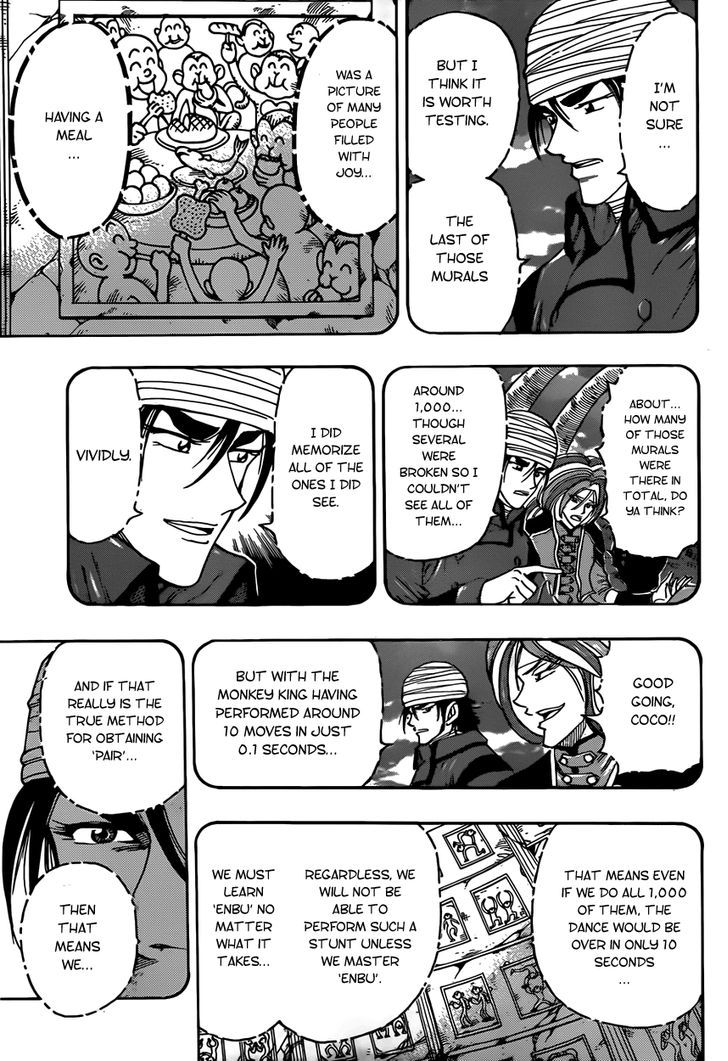 I'M
NOT
SURE ...
BUT I
THINK IT
IS WORTH
TESTING.
THE
LAST OF
THOSE
MURALS
WAS A
PICTURE
OF MANY
PEOPLE
FILLED
WITH
JOY...
HAVING A
MEAL
...
ABOUT...
HOW MANY
OF THOSE
MURALS
WERE
THERE IN
TOTAL, DO
YA THINK?
AROUND
1,000...
THOUGH
SEVERAL
WERE
BROKEN SO I
COULDN'T
SEE ALL OF
THEM...
I DID
MEMORIZE
ALL OF THE
ONES I DID
SEE.
VIVIDLY.
GOOD
GOING,
COCO!!
BUT WITH THE
MONKEY KING HAVING
PERFORMED AROUND
10 MOVES IN JUST
0.1 SECONDS...
AND IF THAT
REALLY IS THE
TRUE METHOD
FOR OBTAINING
'PAIR'...
THEN
THAT
MEANS
WE...
THAT MEANS EVEN
IF WE DO ALL 1,000
OF THEM, THE
DANCE WOULD BE
OVER IN ONLY 10
SECONDS
...
REGARDLESS, WE
WILL NOT BE
ABLE TO
PERFORM SUCH A
STUNT UNLESS
WE MASTER
'ENBU'.
WE MUST
LEARN
'ENBU' NO
MATTER
WHAT IT
TAKES...